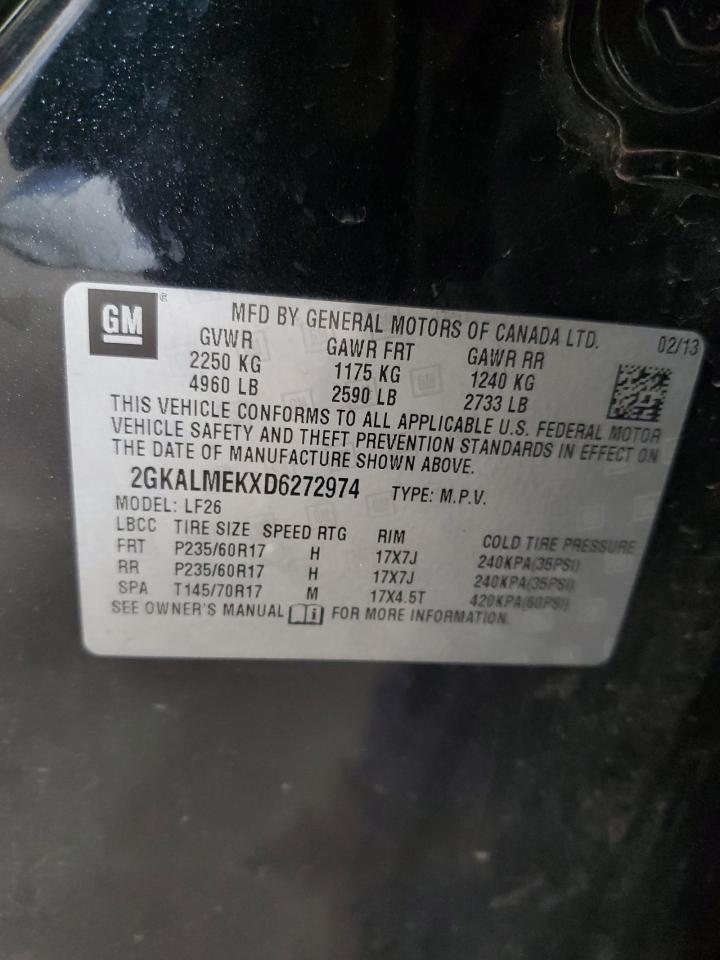 GM ®
MFD BY GENERAL MOTORS OF CANADA LTD. 02/13
GVWR GAWR FRT GAWR RR
2250 KG 1175 KG 1240 KG
4960 LB 2590 LB 2733 LB
THIS VEHICLE CONFORMS TO ALL APPLICABLE U.S. FEDERAL MOTOR
VEHICLE SAFETY AND THEFT PREVENTION STANDARDS IN EFFECT ON
THE DATE OF MANUFACTURE SHOWN ABOVE.
2GKALMEKXD6272974 TYPE: M.P.V.
MODEL: LF26
LBCC TIRE SIZE SPEED RTG RIM COLD TIRE PRESSURE
FRT P235/60R17 H 17X7J 240KPA(35PSI)
RR P235/60R17 H 17X7J 240KPA(35PSI)
SPA T145/70R17 M 17X4.5T 420KPA(60PSI)
SEE OWNER'S MANUAL i FOR MORE INFORMATION.